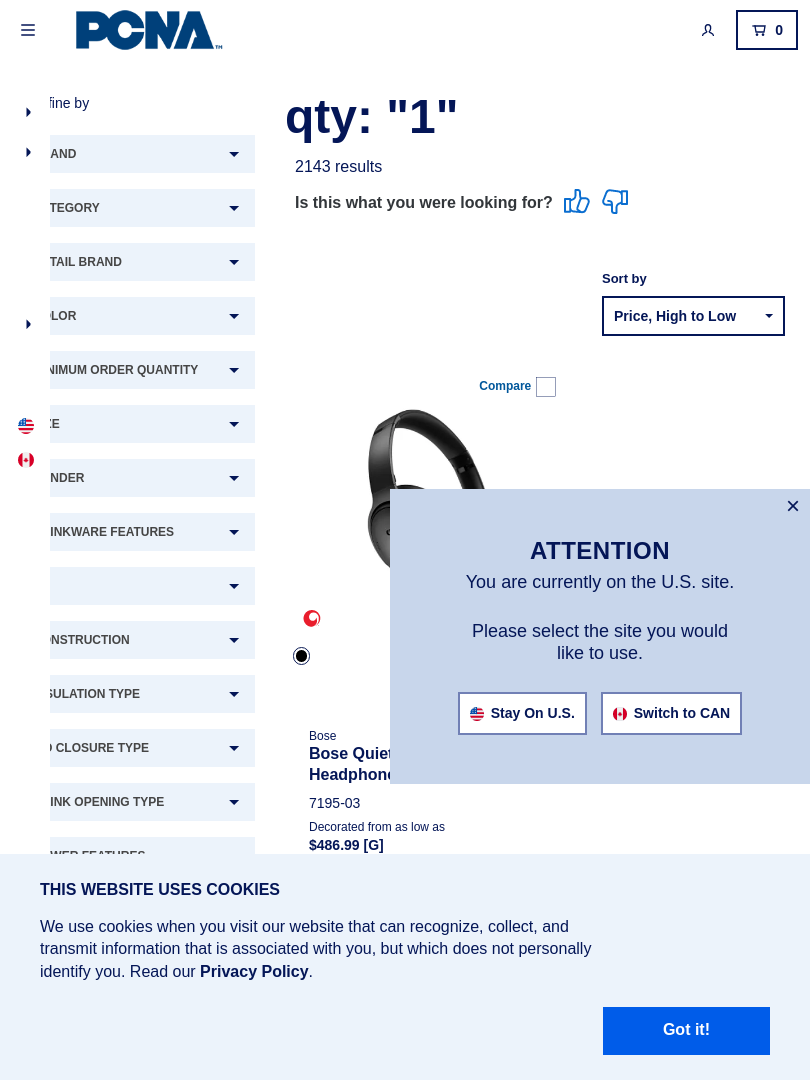 PCNA
TM
0
fine by
qty: "1"
AND
2143 results
Is this what you were looking for?
TEGORY
TAIL BRAND
Sort by
OLOR
Price, High to Low
NIMUM ORDER QUANTITY
Compare
ZE
NDER
INKWARE FEATURES
ATTENTION
You are currently on the U.S. site.
Please select the site you would
like to use.
Stay On U.S.
Switch to CAN
ONSTRUCTION
SULATION TYPE
D CLOSURE TYPE
INK OPENING TYPE
Bose
Bose Quiet
Headphone
7195-03
Decorated from as low as
$486.99 [G]
WER FEATURES
THIS WEBSITE USES COOKIES
We use cookies when you visit our website that can recognize, collect, and
transmit information that is associated with you, but which does not personally
identify you. Read our Privacy Policy.
Got it!